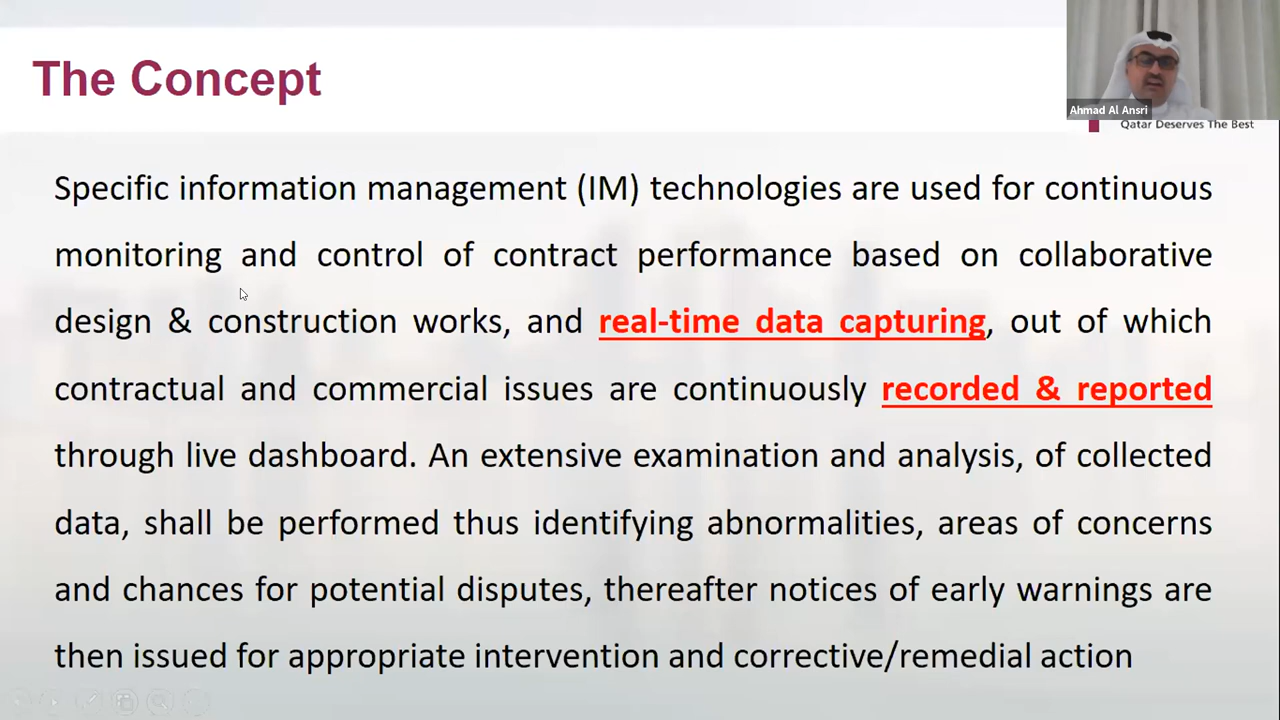 The Concept
Ahmad Al Ansri
Qatar Deserves The Best
Specific information management (IM) technologies are used for continuous
monitoring and control of contract performance based on collaborative
design & construction works, and real-time data capturing, out of which
contractual and commercial issues are continuously recorded & reported
through live dashboard. An extensive examination and analysis, of collected
data, shall be performed thus identifying abnormalities, areas of concerns
and chances for potential disputes, thereafter notices of early warnings are
then issued for appropriate intervention and corrective/remedial action